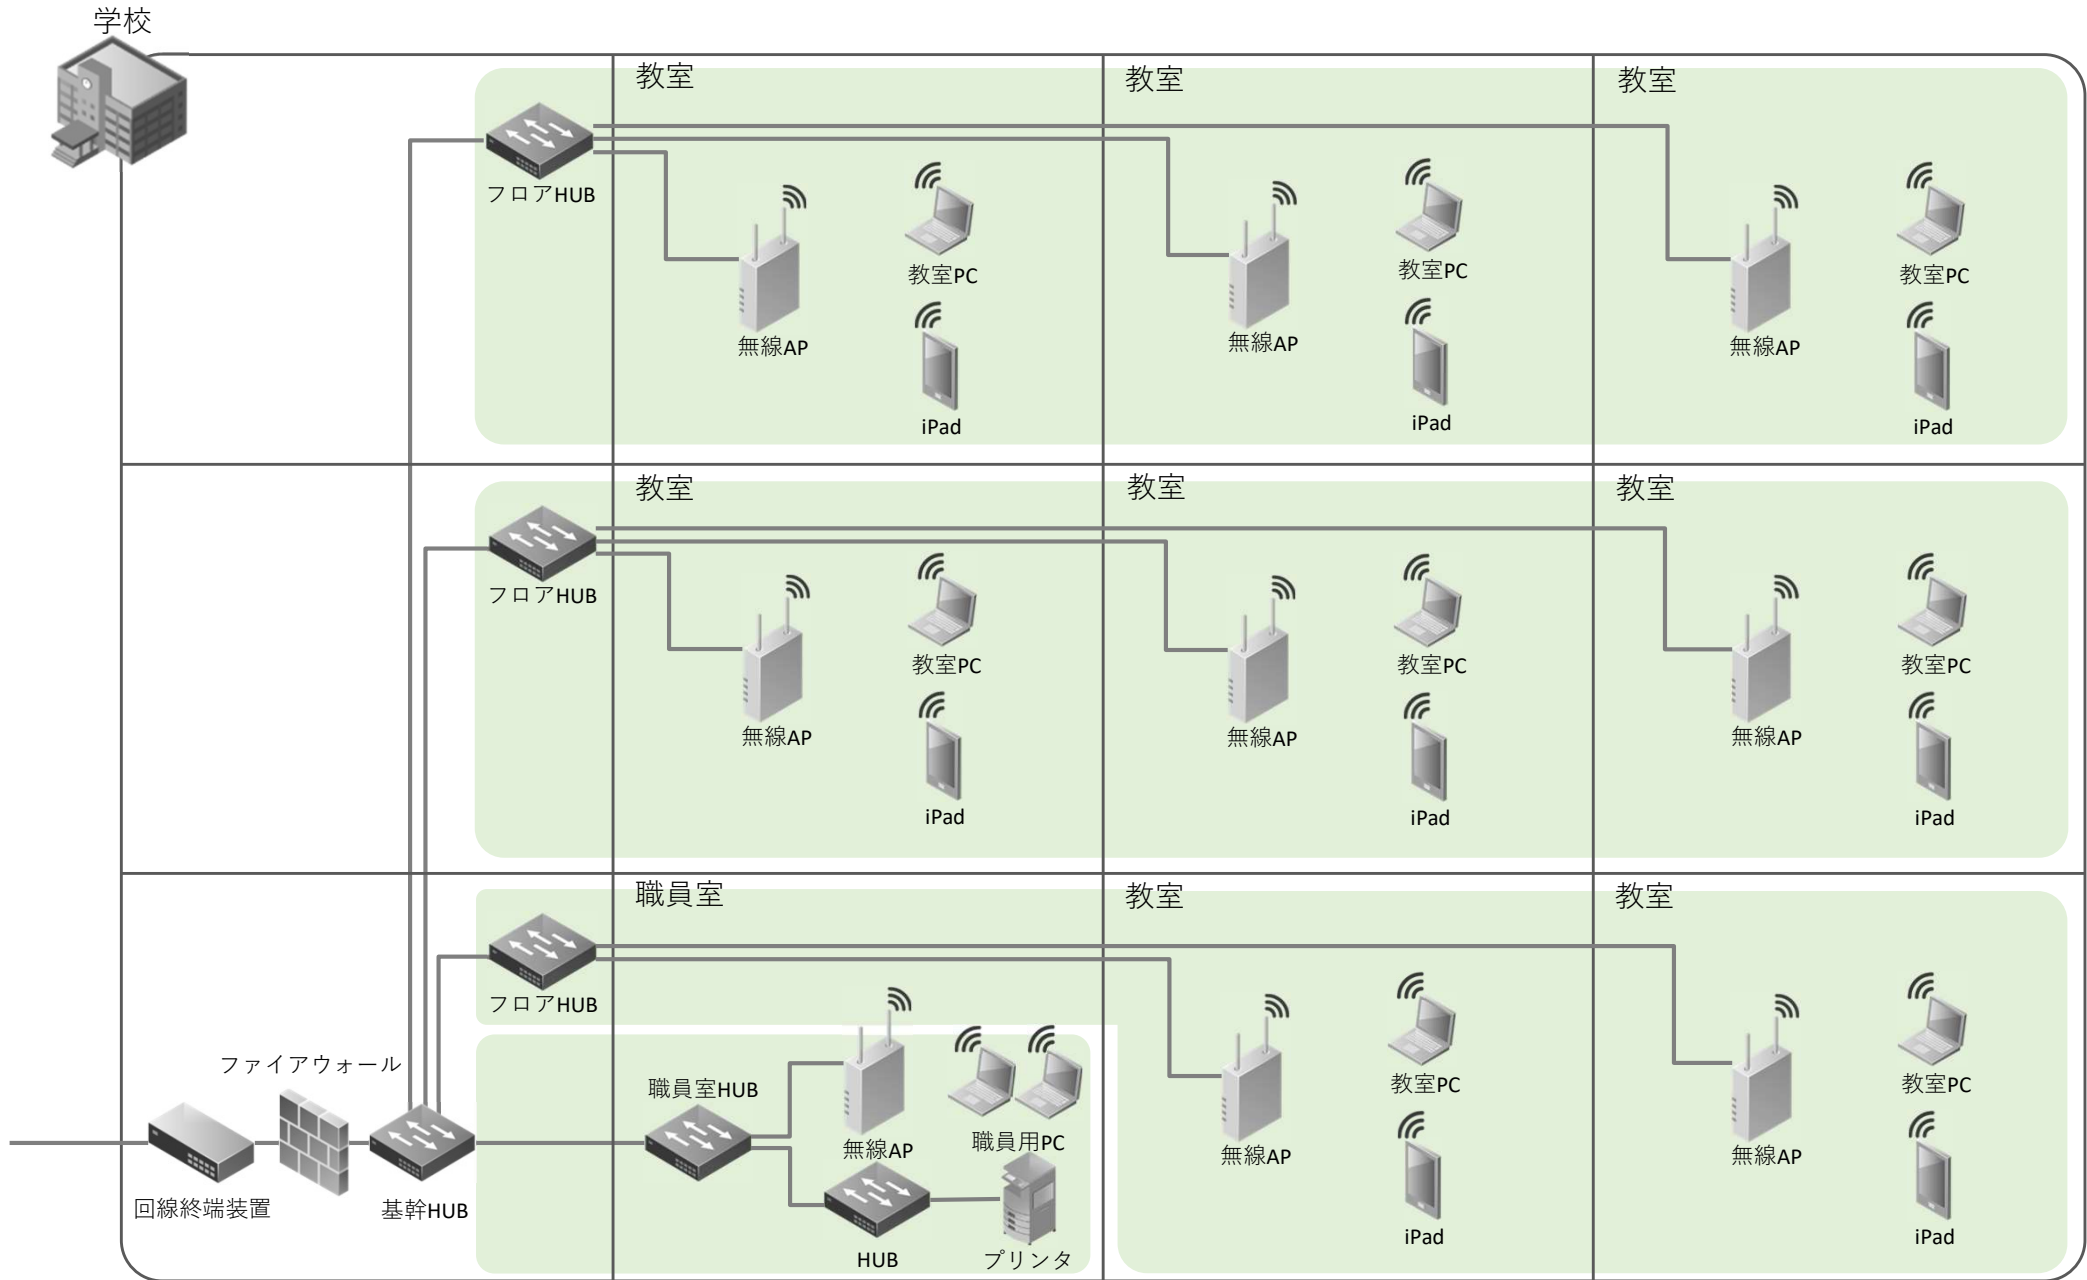 学校
教室
教室
教室
フロアHUB
教室PC
教室PC
教室PC
無線AP
無線AP
無線AP
iPad
iPad
iPad
教室
教室
教室
フロアHUB
教室PC
教室PC
教室PC
無線AP
無線AP
無線AP
iPad
iPad
iPad
職員室
教室
教室
フロアHUB
ファイアウォール
職員室HUB
教室PC
教室PC
無線AP
職員用PC
無線AP
無線AP
回線終端装置
基幹HUB
HUB
プリンタ
iPad
iPad